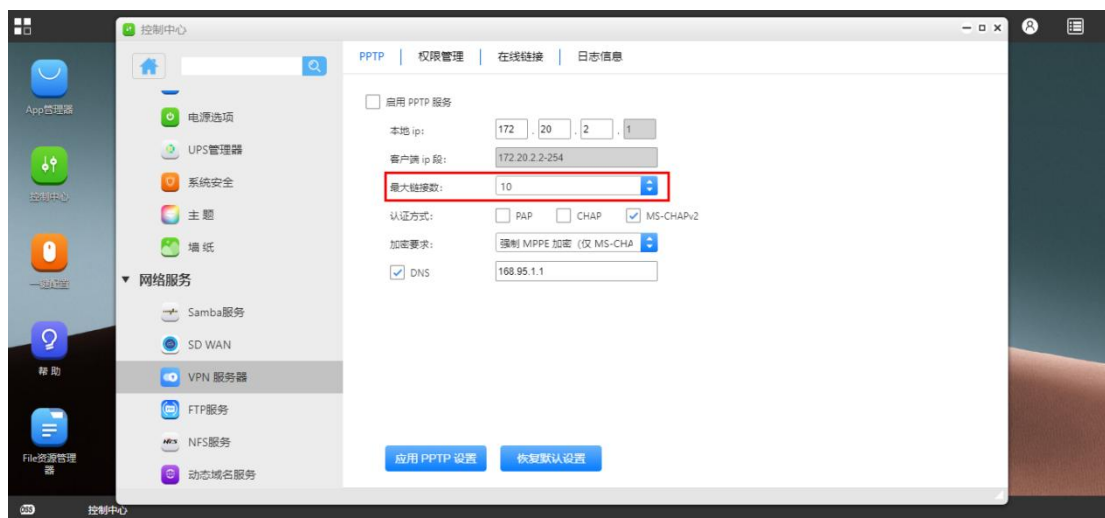 控制中心
App管理器
控制中心
一键配置
帮 助
File资源管理
器
电源选项
UPS管理器
系统安全
主 题
墙 纸
网络服务
Samba服务
SD WAN
VPN 服务器
FTP服务
NFS服务
动态域名服务
PPTP | 权限管理 | 在线链接 | 日志信息
启用 PPTP 服务
本地 ip: 172 . 20 . 2 . 1
客户端 ip 段: 172.20.2.2-254
最大链接数: 10
认证方式: PAP CHAP MS-CHAPv2
加密要求: 强制 MPPE 加密（仅 MS-CHA
DNS 168.95.1.1
应用 PPTP 设置 恢复默认设置
控制中心